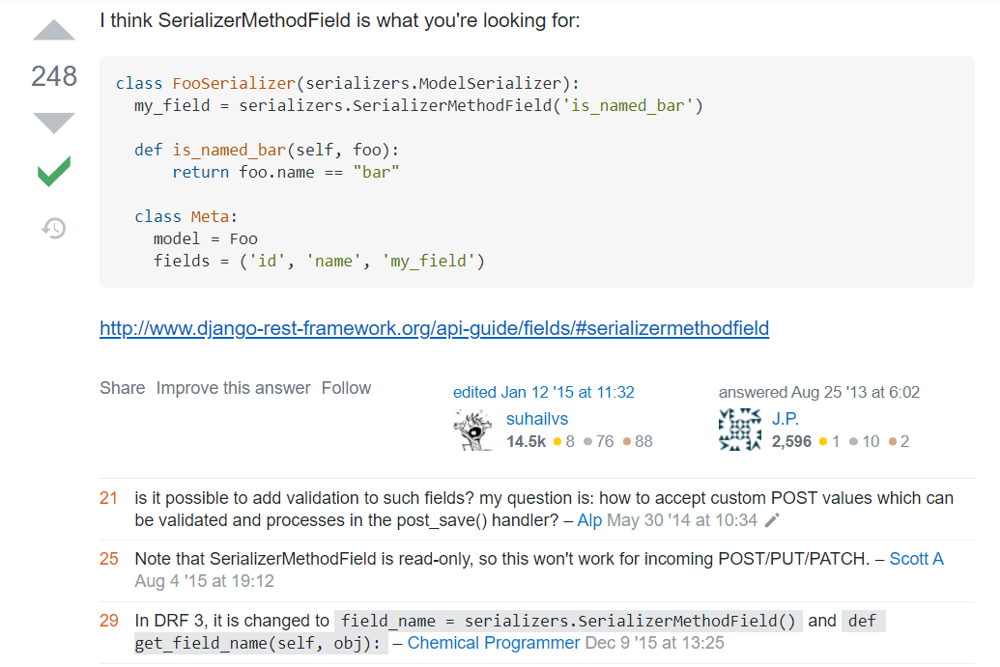 I think SerializerMethodField is what you're looking for:
248
class FooSerializer(serializers.ModelSerializer):
  my_field = serializers.SerializerMethodField('is_named_bar')
  def is_named_bar(self, foo):
      return foo.name == "bar"
  class Meta:
    model = Foo
    fields = ('id', 'name', 'my_field')
http://www.django-rest-framework.org/api-guide/fields/#serializermethodfield
Share Improve this answer Follow
edited Jan 12 '15 at 11:32
suhailvs
14.5k 8 76 88
answered Aug 25 '13 at 6:02
J.P.
2,596 1 10 2
21 is it possible to add validation to such fields? my question is: how to accept custom POST values which can
be validated and processes in the post_save() handler? – Alp May 30 '14 at 10:34
25 Note that SerializerMethodField is read-only, so this won't work for incoming POST/PUT/PATCH. – Scott A
Aug 4 '15 at 19:12
29 In DRF 3, it is changed to field_name = serializers.SerializerMethodField() and def
get_field_name(self, obj): – Chemical Programmer Dec 9 '15 at 13:25